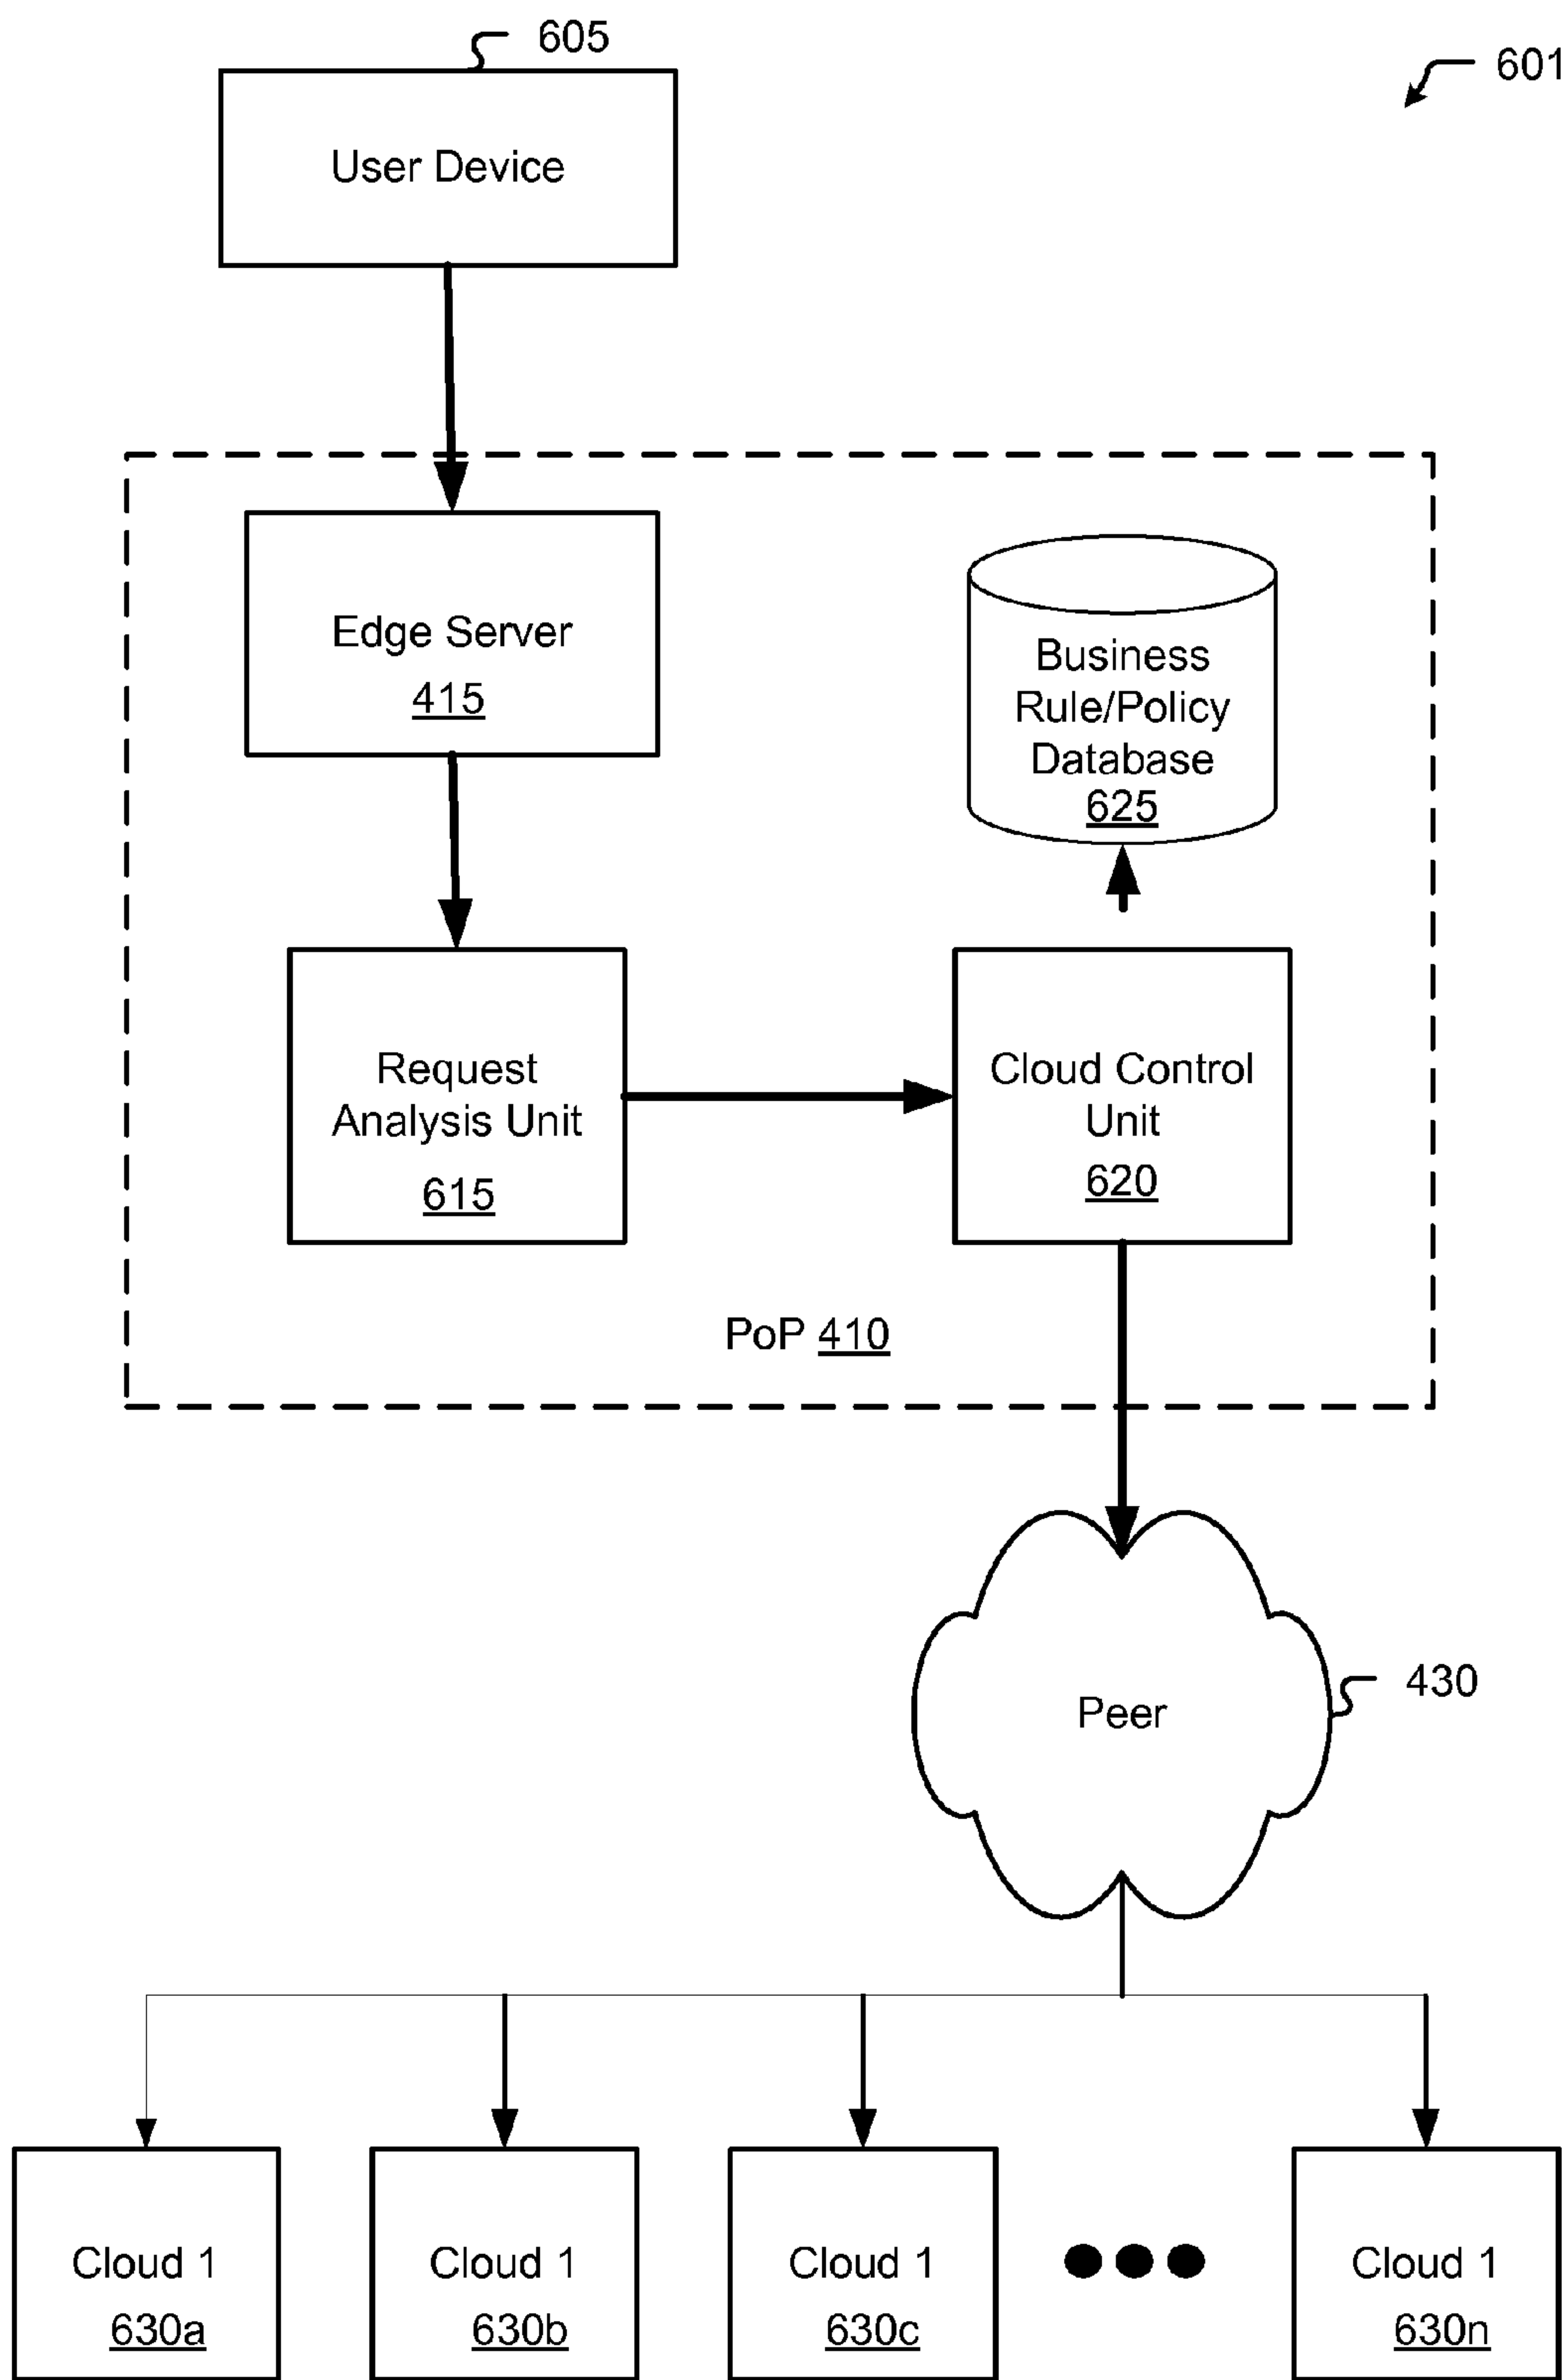 605
601
User Device
Edge Server
415
Business
Rule/Policy
Database
625
Request
Analysis Unit
615
Cloud Control
Unit
620
PoP 410
430
Peer
Cloud 1
630a
Cloud 1
630b
Cloud 1
630c
Cloud 1
630n